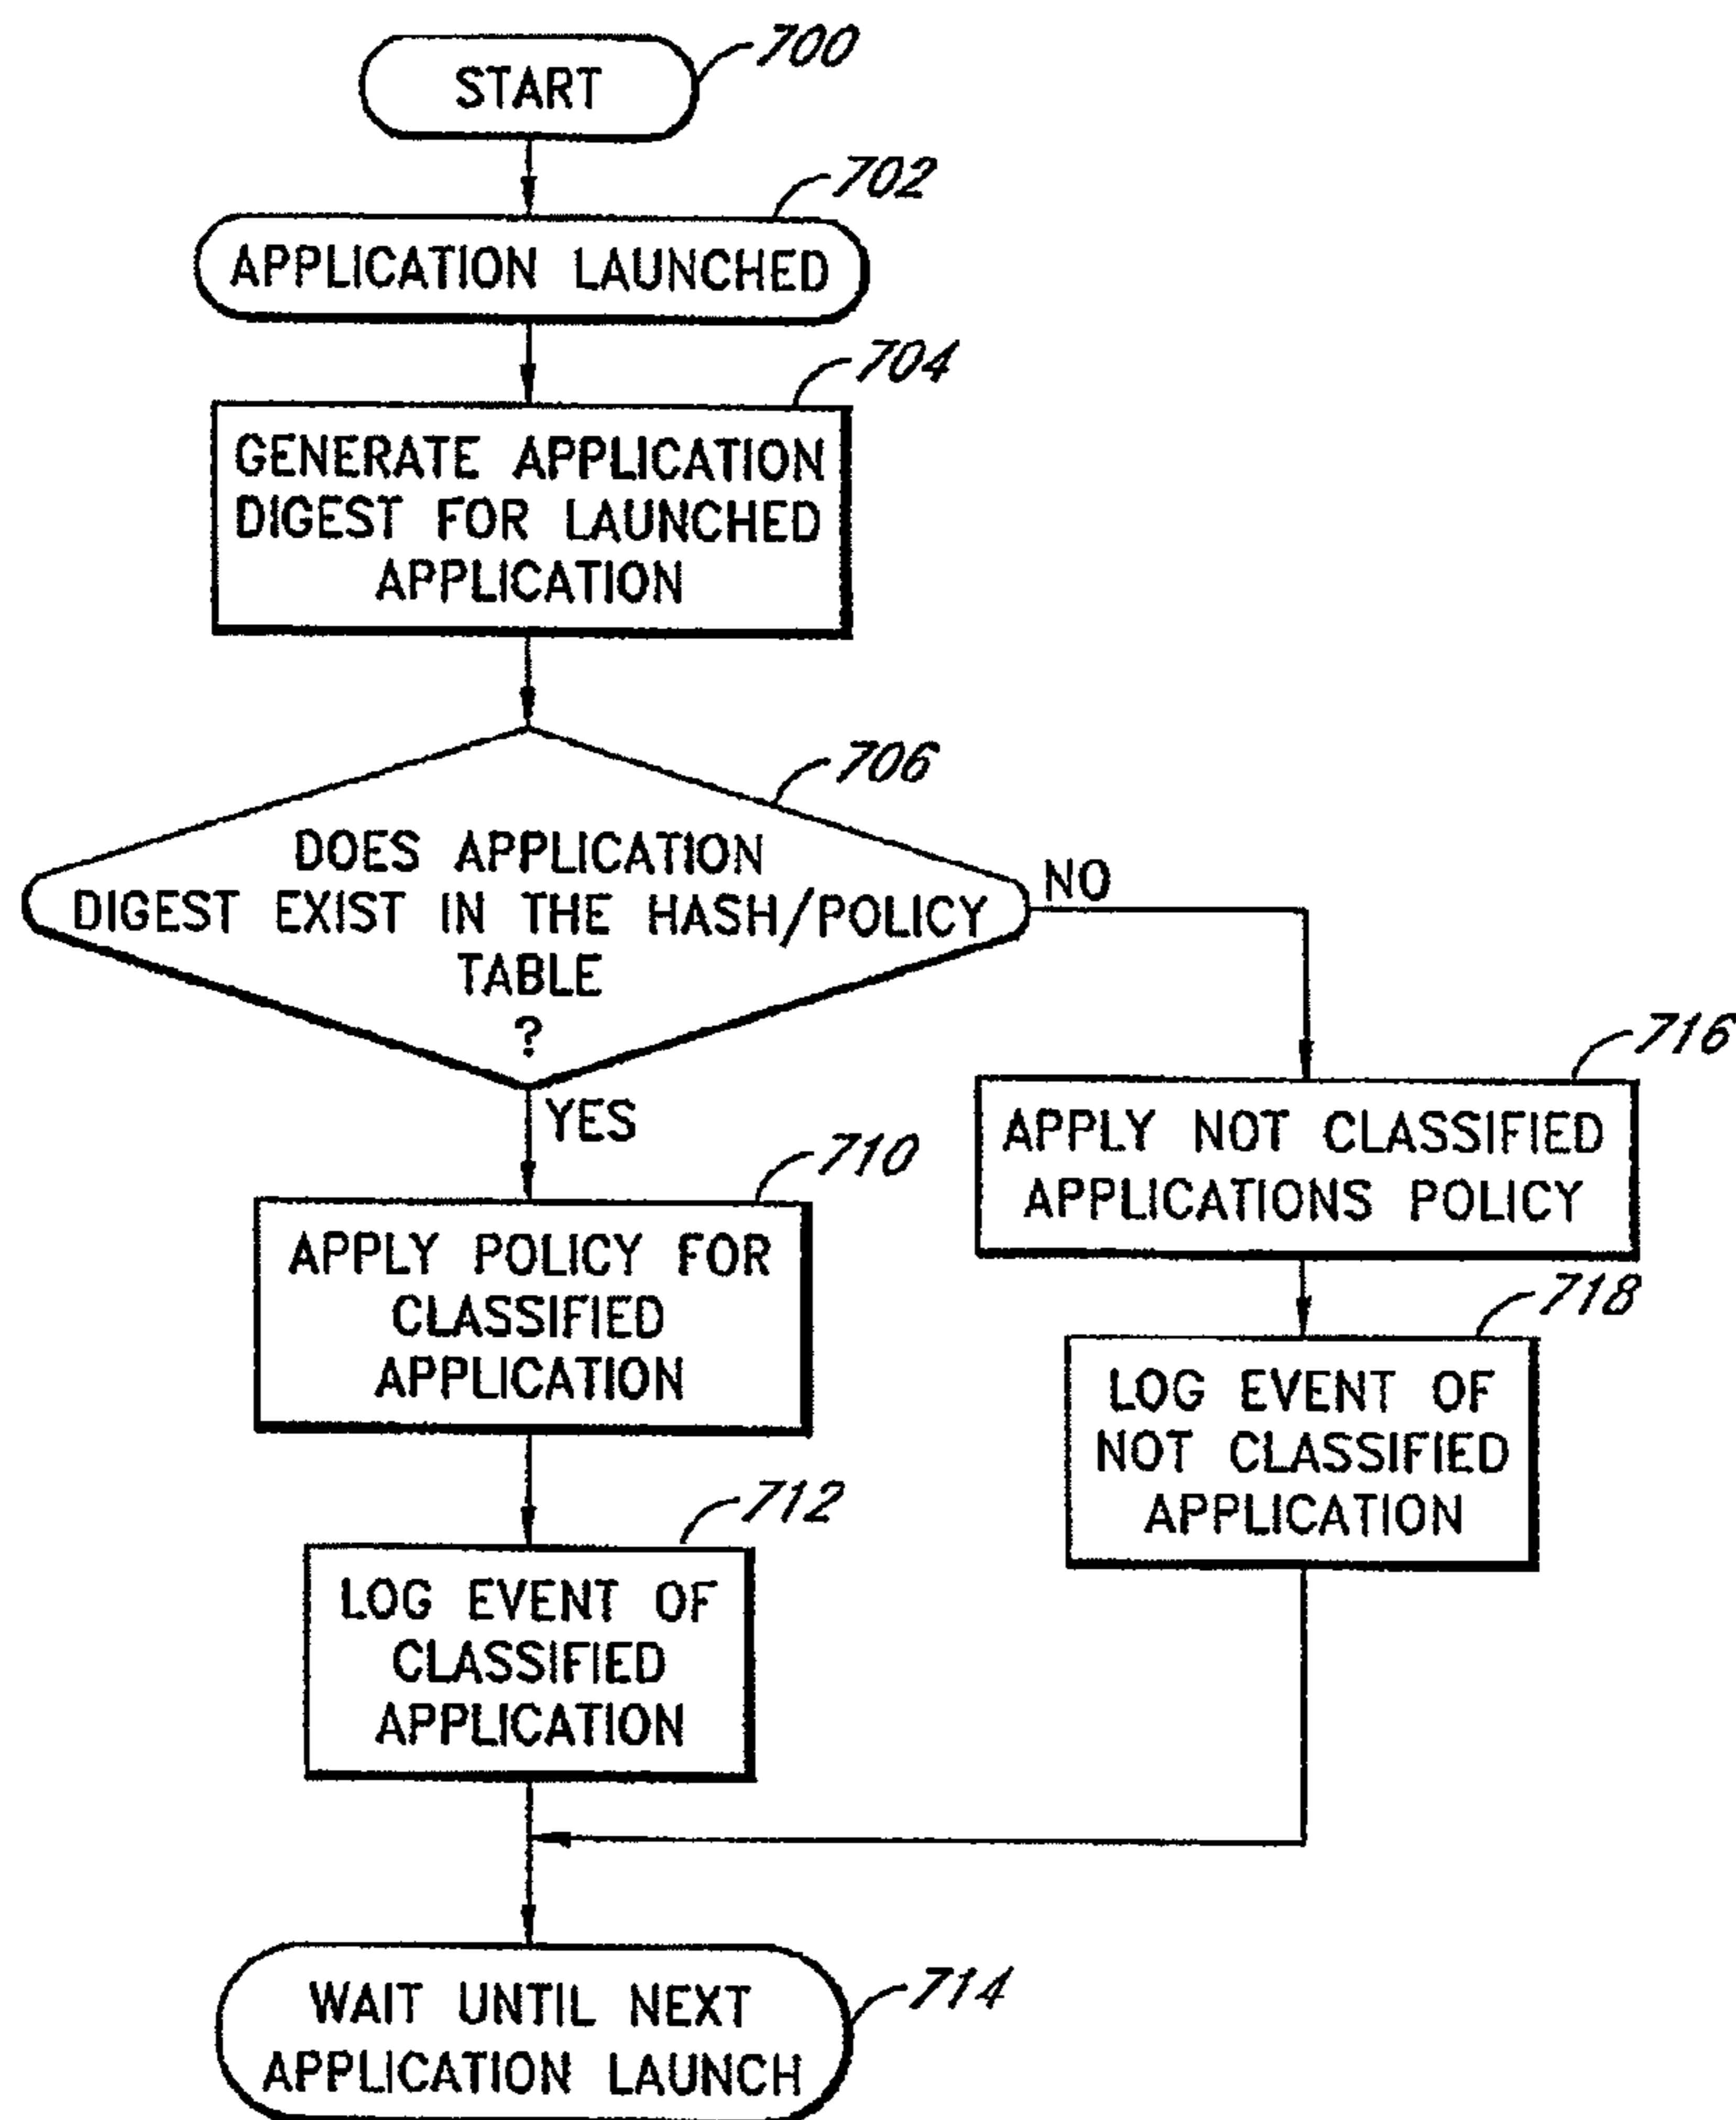 START
700
APPLICATION LAUNCHED
702
GENERATE APPLICATION
DIGEST FOR LAUNCHED
APPLICATION
704
DOES APPLICATION
DIGEST EXIST IN THE HASH/POLICY
TABLE
?
706
NO
YES
APPLY POLICY FOR
CLASSIFIED
APPLICATION
710
APPLY NOT CLASSIFIED
APPLICATIONS POLICY
716
LOG EVENT OF
NOT CLASSIFIED
APPLICATION
718
LOG EVENT OF
CLASSIFIED
APPLICATION
712
WAIT UNTIL NEXT
APPLICATION LAUNCH
714